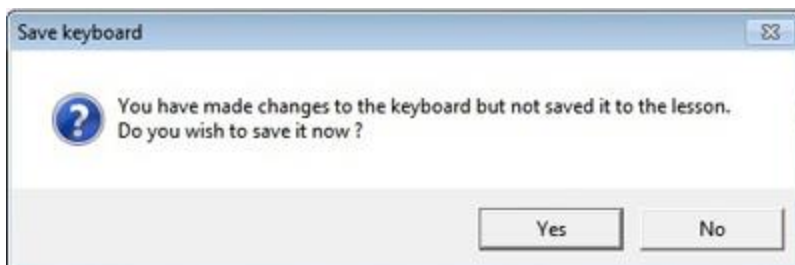 Save keyboard
You have made changes to the keyboard but not saved it to the lesson.
Do you wish to save it now ?
Yes
No